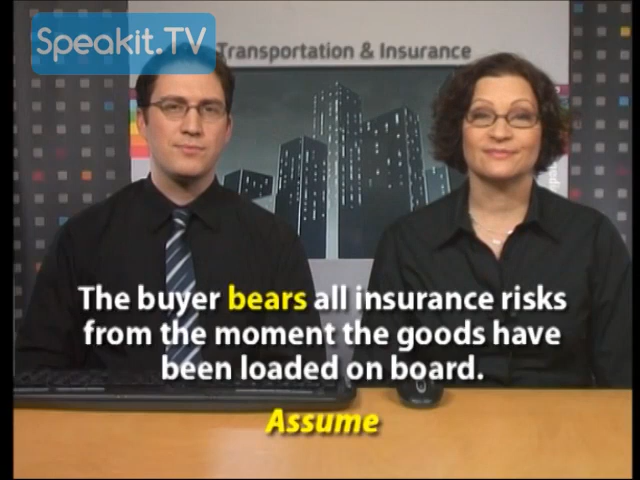 Speakit.TV
Transportation & Insurance
The buyer bears all insurance risks
from the moment the goods have
been loaded on board.
Assume